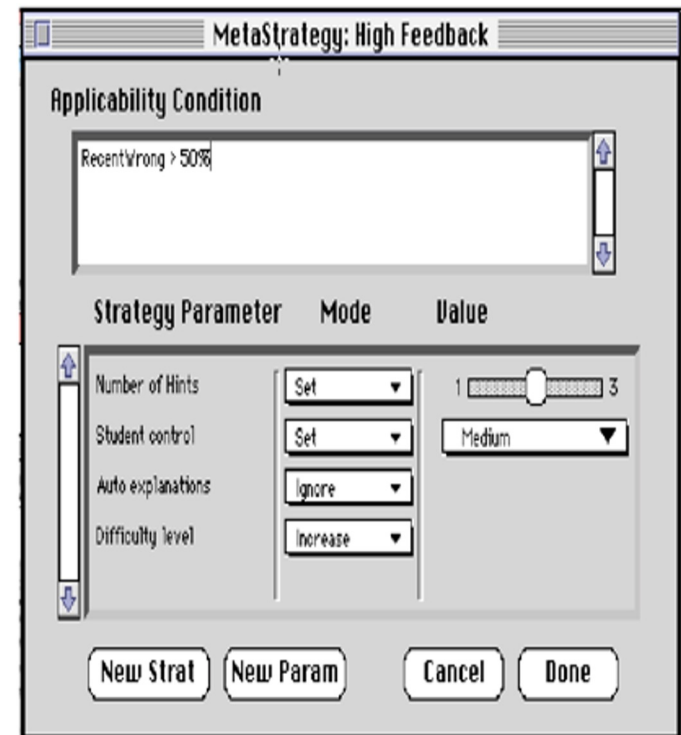 MetaStrategy: High Feedback
Applicability Condition
RecentWrong > 50%
Strategy Parameter Mode Value
Number of Hints Set 1 3
Student control Set Medium
Auto explanations Ignore
Difficulty level Increase
New Strat New Param Cancel Done